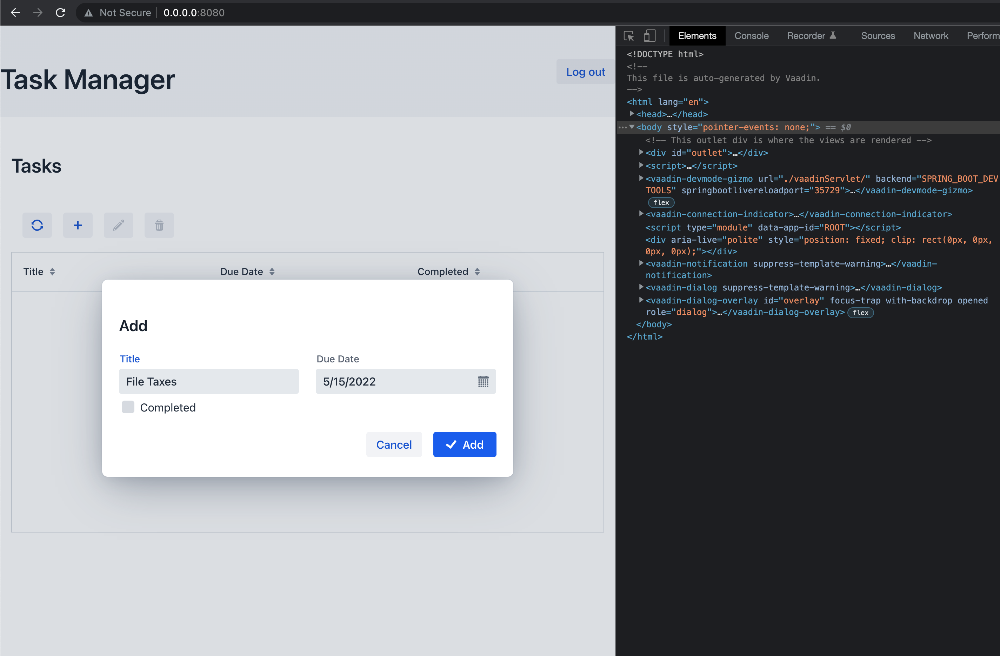 Not Secure | 0.0.0.0:8080
Task Manager
Log out
Tasks
Title
Due Date
Completed
Add
Title
Due Date
File Taxes
5/15/2022
Completed
Cancel
Add
Elements
Console
Recorder
Sources
Network
Perform
<!DOCTYPE html>
<!--
This file is auto-generated by Vaadin.
-->
<html lang="en">
<head>…</head>
<body style="pointer-events: none;"> == $0
<!-- This outlet div is where the views are rendered -->
<div id="outlet">…</div>
<script>…</script>
<vaadin-devmode-gizmo url="./vaadinServlet/" backend="SPRING_BOOT_DEV
TOOLS" springbootlivereloadport="35729">…</vaadin-devmode-gizmo>
flex
<vaadin-connection-indicator>…</vaadin-connection-indicator>
<script type="module" data-app-id="ROOT"></script>
<div aria-live="polite" style="position: fixed; clip: rect(0px, 0px,
0px, 0px);"></div>
<vaadin-notification suppress-template-warning>…</vaadin-
notification>
<vaadin-dialog suppress-template-warning>…</vaadin-dialog>
<vaadin-dialog-overlay id="overlay" focus-trap with-backdrop opened
role="dialog">…</vaadin-dialog-overlay> flex
</body>
</html>